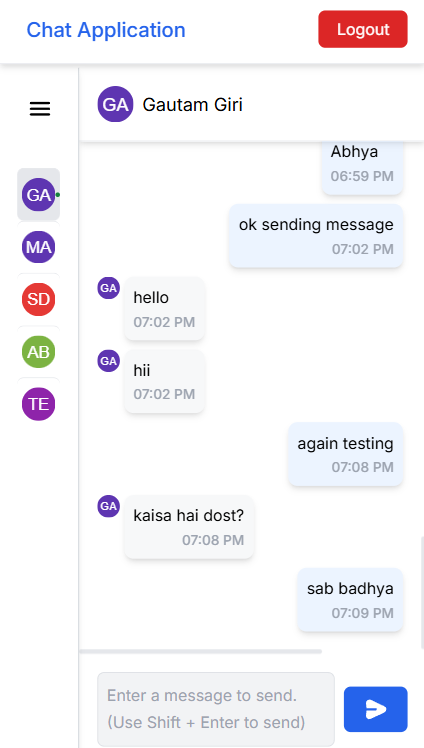 Chat Application
Logout
GA
Gautam Giri
GA
MA
SD
AB
TE
Abhya
06:59 PM
ok sending message
07:02 PM
GA
hello
07:02 PM
GA
hii
07:02 PM
again testing
07:08 PM
GA
kaisa hai dost?
07:08 PM
sab badhya
07:09 PM
Enter a message to send.
(Use Shift + Enter to send)